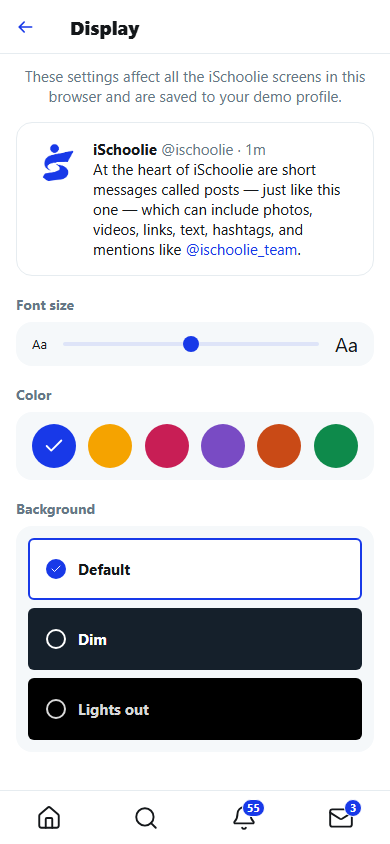 Display
These settings affect all the iSchoolie screens in this
browser and are saved to your demo profile.
iSchoolie @ischoolie · 1m
At the heart of iSchoolie are short
messages called posts — just like this
one — which can include photos,
videos, links, text, hashtags, and
mentions like @ischoolie_team.
Font size
Aa Aa
Color
Background
Default
Dim
Lights out
55 3